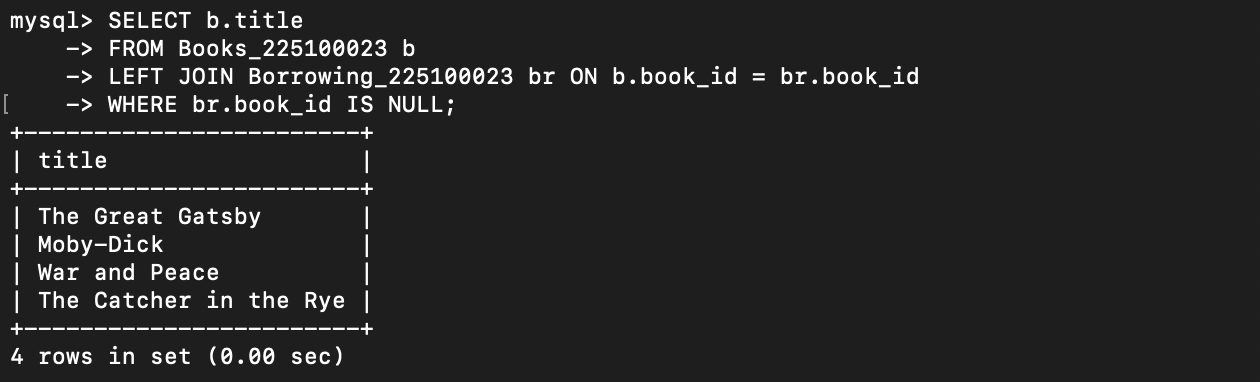 mysql> SELECT b.title
    -> FROM Books_225100023 b
    -> LEFT JOIN Borrowing_225100023 br ON b.book_id = br.book_id
[    -> WHERE br.book_id IS NULL;
+------------------------+
| title                  |
+------------------------+
| The Great Gatsby       |
| Moby-Dick              |
| War and Peace          |
| The Catcher in the Rye |
+------------------------+
4 rows in set (0.00 sec)